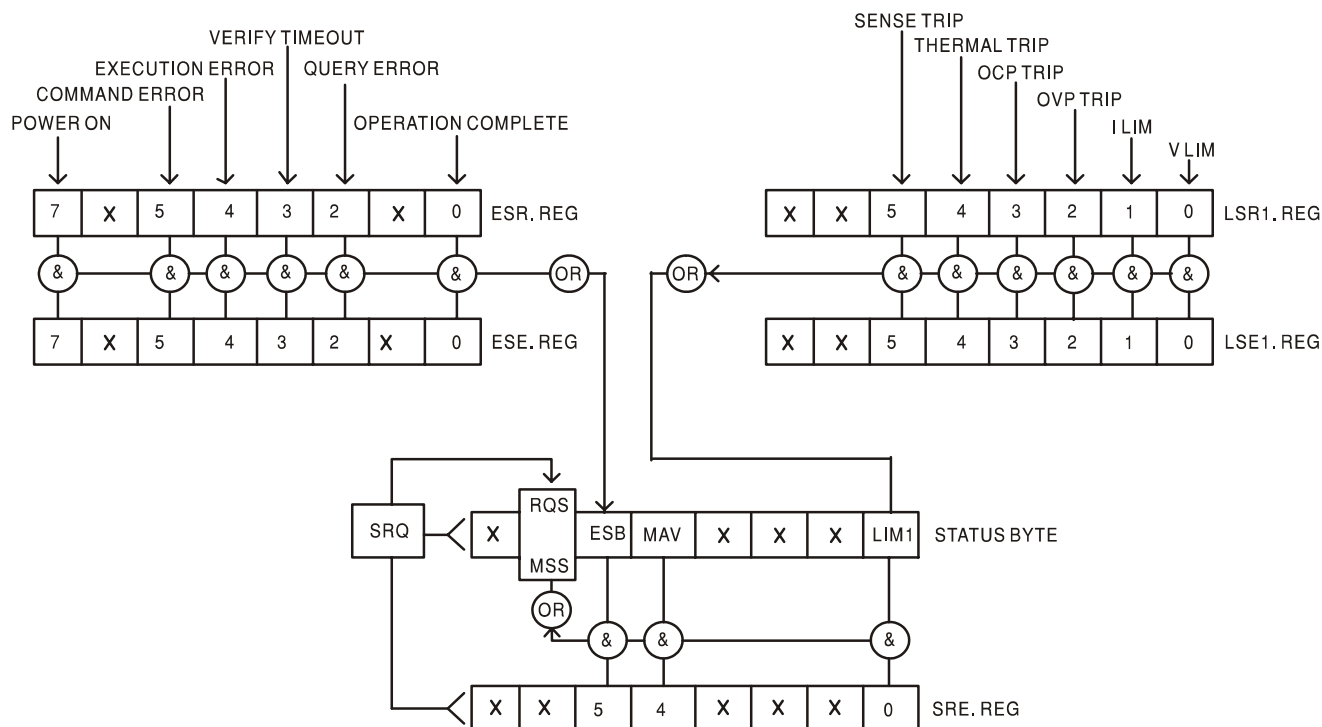 SENSE TRIP
VERIFY TIMEOUT
THERMAL TRIP
EXECUTION ERROR QUERY ERROR
OCP TRIP
COMMAND ERROR
OVP TRIP
POWER ON OPERATION COMPLETE
I LIM
V LIM
7 X 5 4 3 2 X 0 ESR. REG
X X 5 4 3 2 1 0 LSR1. REG
& & & & & & OR
OR & & & & & &
7 X 5 4 3 2 X 0 ESE. REG
X X 5 4 3 2 1 0 LSE1. REG
RQS
SRQ X ESB MAV X X X LIM1 STATUS BYTE
MSS
OR
& & &
X X 5 4 X X X 0 SRE. REG